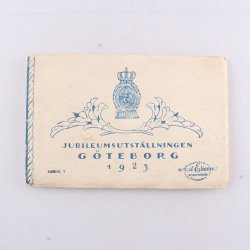 JUBILEUMSUTSTÄLLNINGEN
GÖTEBORG
1923
SERIE 1